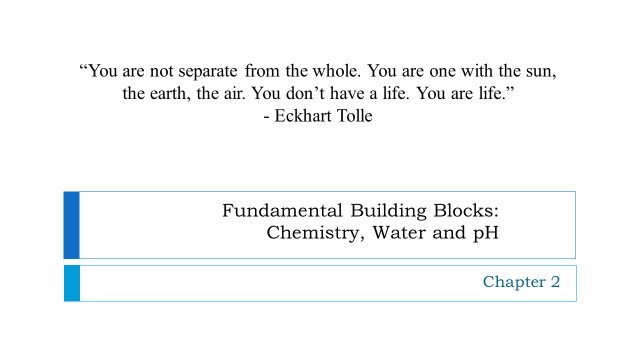 “You are not separate from the whole. You are one with the sun,
the earth, the air. You don’t have a life. You are life.”
- Eckhart Tolle
Fundamental Building Blocks:
Chemistry, Water and pH
Chapter 2